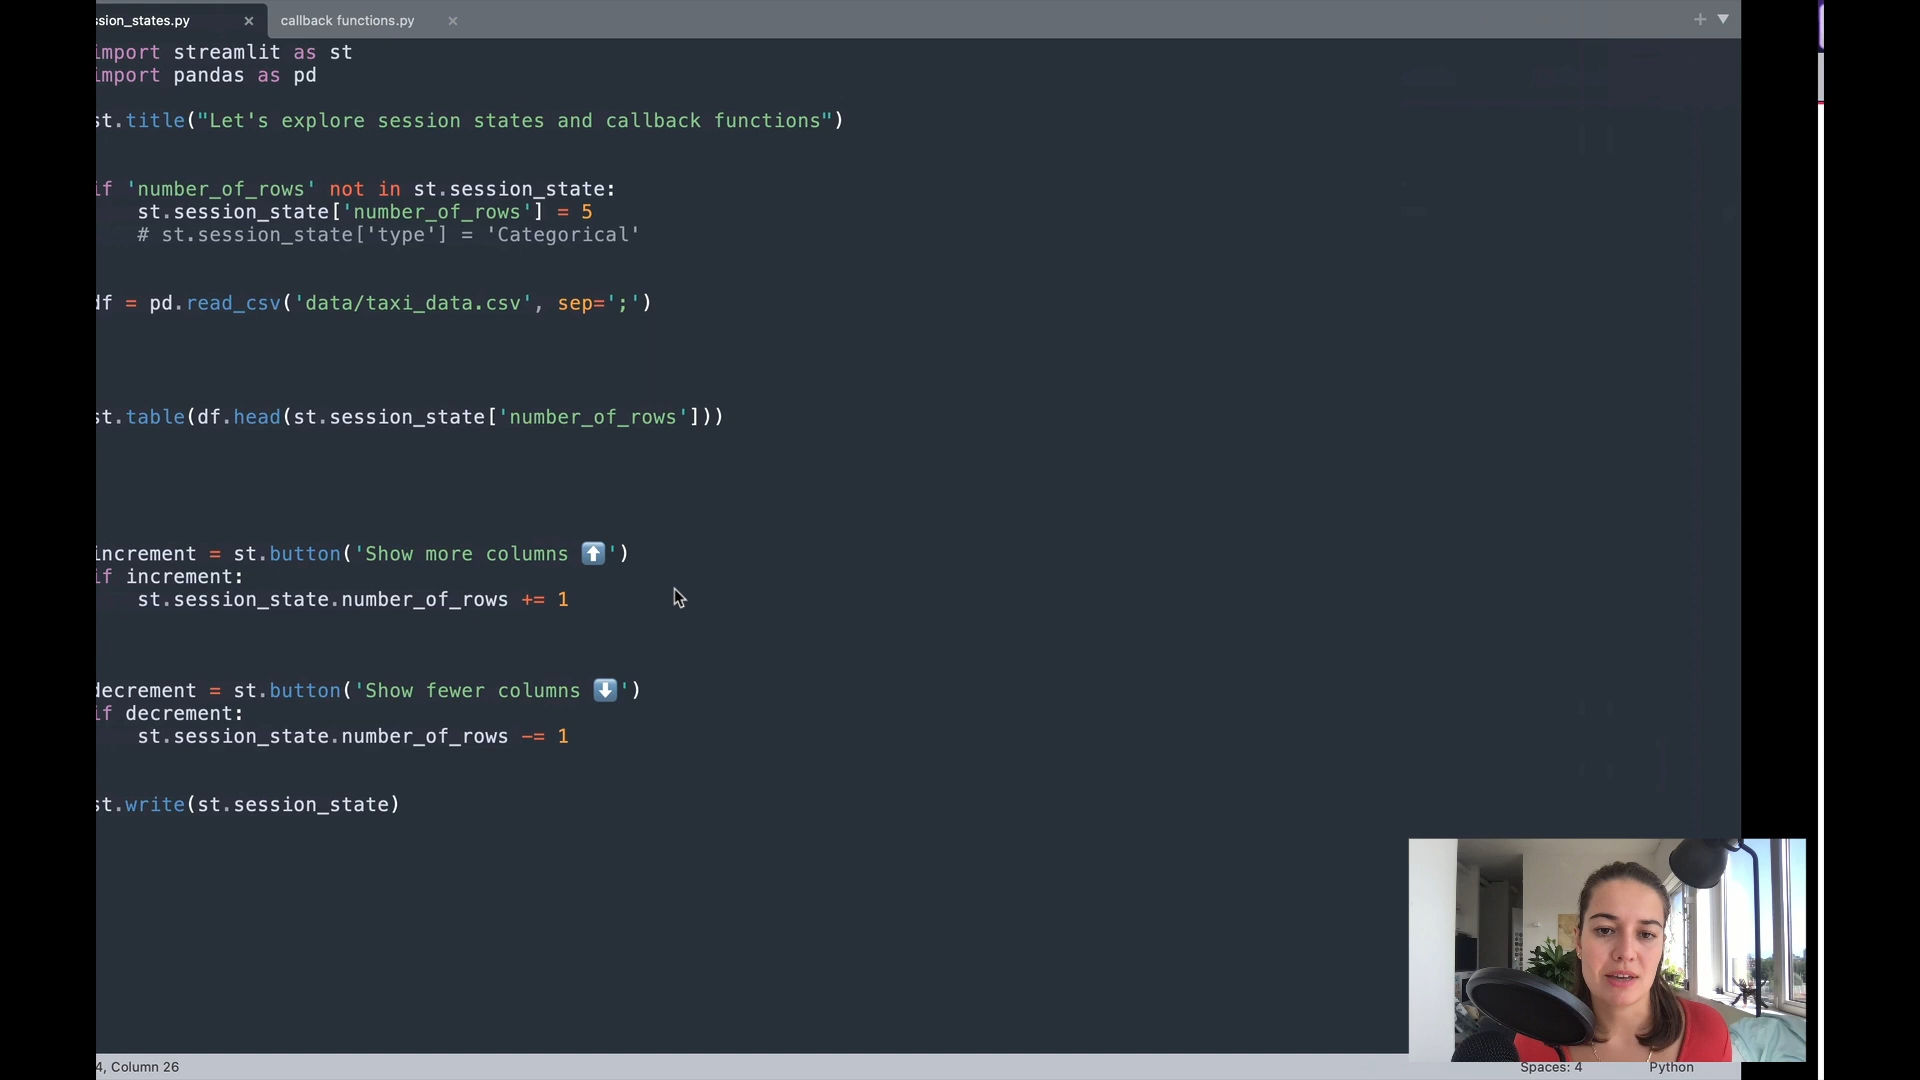 ssion_states.py × callback functions.py × + ▼
import streamlit as st
import pandas as pd
st.title("Let's explore session states and callback functions")
if 'number_of_rows' not in st.session_state:
st.session_state['number_of_rows'] = 5
# st.session_state['type'] = 'Categorical'
df = pd.read_csv('data/taxi_data.csv', sep=';')
st.table(df.head(st.session_state['number_of_rows']))
increment = st.button('Show more columns ⬆️')
if increment:
st.session_state.number_of_rows += 1
decrement = st.button('Show fewer columns ⬇️')
if decrement:
st.session_state.number_of_rows -= 1
st.write(st.session_state)
4, Column 26
Spaces: 4
Python